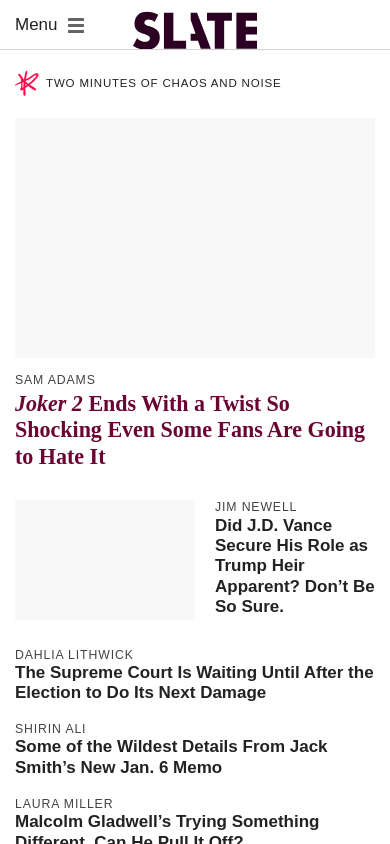 Menu
SLATE
TWO MINUTES OF CHAOS AND NOISE
SAM ADAMS
Joker 2 Ends With a Twist So
Shocking Even Some Fans Are Going
to Hate It
JIM NEWELL
Did J.D. Vance
Secure His Role as
Trump Heir
Apparent? Don’t Be
So Sure.
DAHLIA LITHWICK
The Supreme Court Is Waiting Until After the
Election to Do Its Next Damage
SHIRIN ALI
Some of the Wildest Details From Jack
Smith’s New Jan. 6 Memo
LAURA MILLER
Malcolm Gladwell’s Trying Something
Different. Can He Pull It Off?